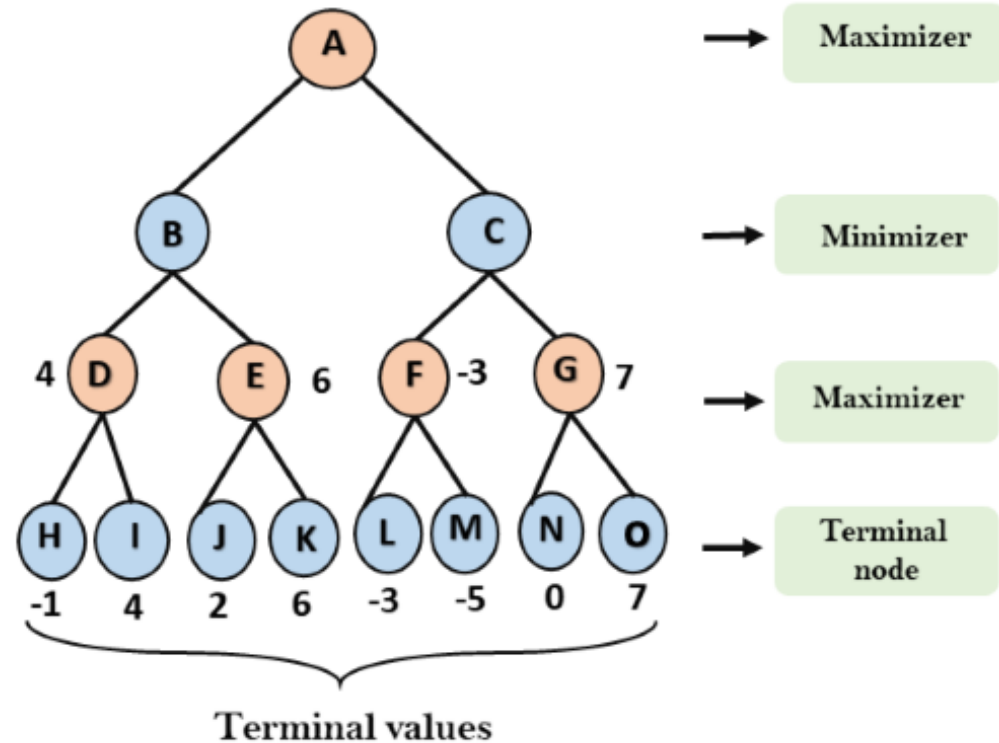 A
Maximizer
B
C
Minimizer
4
D
E
6
F
-3
G
7
Maximizer
H
I
J
K
L
M
N
O
Terminal
node
-1
4
2
6
-3
-5
0
7
Terminal values